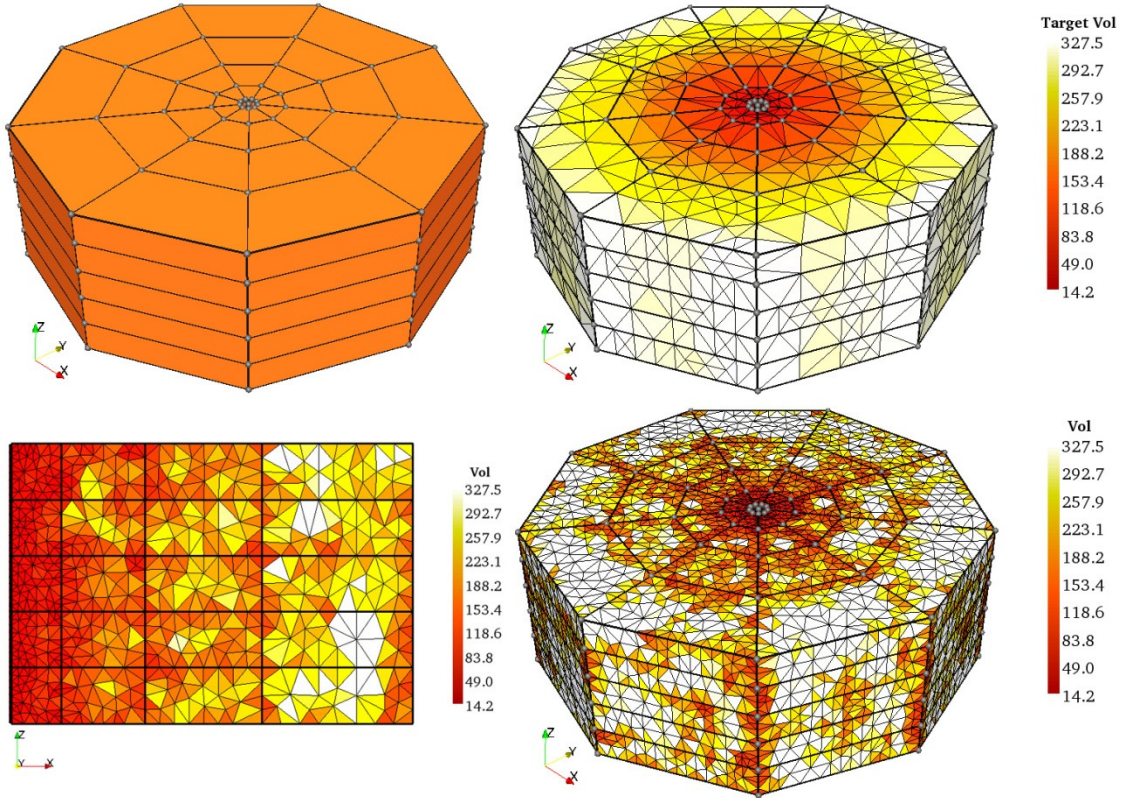 Target Vol
327.5
292.7
257.9
223.1
188.2
153.4
118.6
83.8
49.0
14.2
Z
Y
X
Z
Y
X
Vol
327.5
292.7
257.9
223.1
188.2
153.4
118.6
83.8
49.0
14.2
Vol
327.5
292.7
257.9
223.1
188.2
153.4
118.6
83.8
49.0
14.2
Z
Y X
Z
Y
X